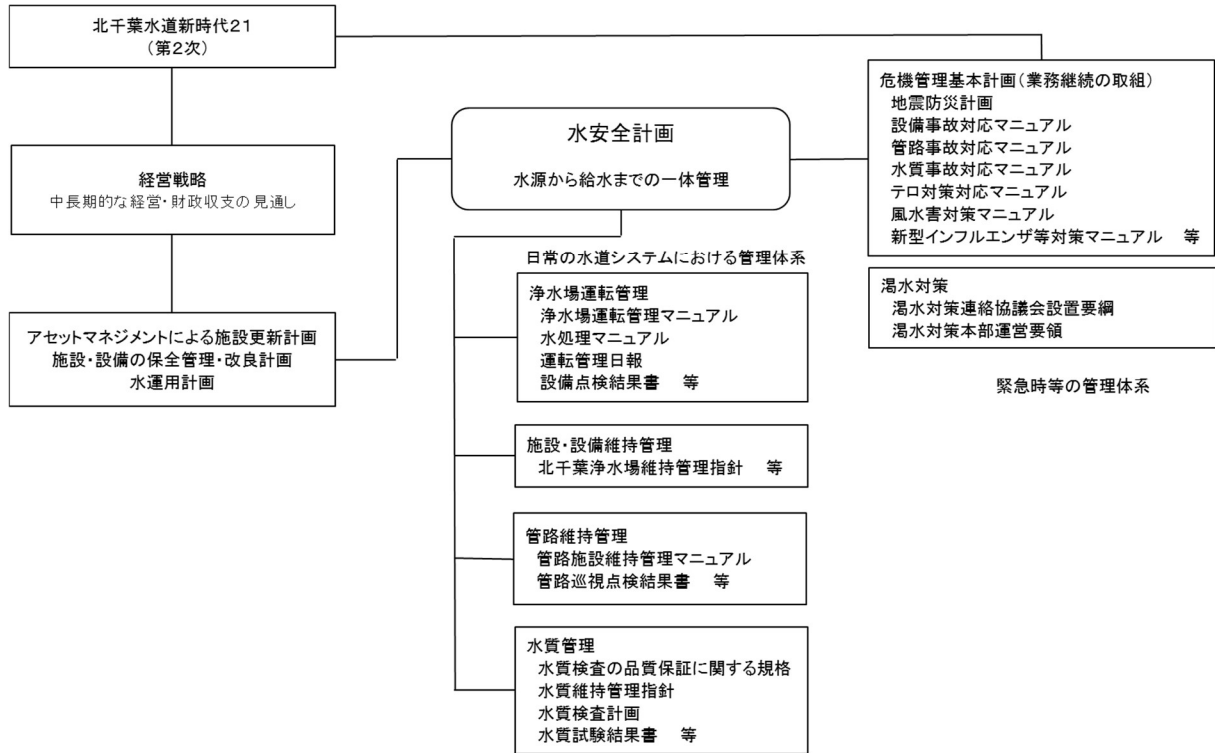 北千葉水道新時代21
(第2次)
経営戦略
中長期的な経営・財政収支の見通し
アセットマネジメントによる施設更新計画
施設・設備の保全管理・改良計画
水運用計画
水安全計画
水源から給水までの一体管理
日常の水道システムにおける管理体系
浄水場運転管理
浄水場運転管理マニュアル
水処理マニュアル
運転管理日報
設備点検結果書 等
施設・設備維持管理
北千葉浄水場維持管理指針 等
管路維持管理
管路施設維持管理マニュアル
管路巡視点検結果書 等
水質管理
水質検査の品質保証に関する規格
水質維持管理指針
水質検査計画
水質試験結果書 等
危機管理基本計画(業務継続の取組)
地震防災計画
設備事故対応マニュアル
管路事故対応マニュアル
水質事故対応マニュアル
テロ対策対応マニュアル
風水害対策マニュアル
新型インフルエンザ等対策マニュアル 等
渇水対策
渇水対策連絡協議会設置要綱
渇水対策本部運営要領
緊急時等の管理体系